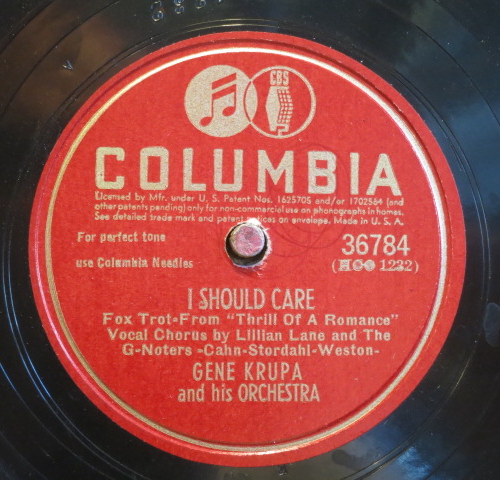 CBS
COLUMBIA
Licensed by Mfr. under U. S. Patent Nos. 1625705 and/or 1702564 (and
other patents pending) only for non-commercial use on phonographs in homes.
See detailed trade mark and patent notices on envelope. Made in U. S. A.
For perfect tone
use Columbia Needles
36784
(HCO 1232)
I SHOULD CARE
Fox Trot-From "Thrill Of A Romance"
Vocal Chorus by Lillian Lane and The
G-Noters -Cahn-Stordahl-Weston-
GENE KRUPA
and his ORCHESTRA